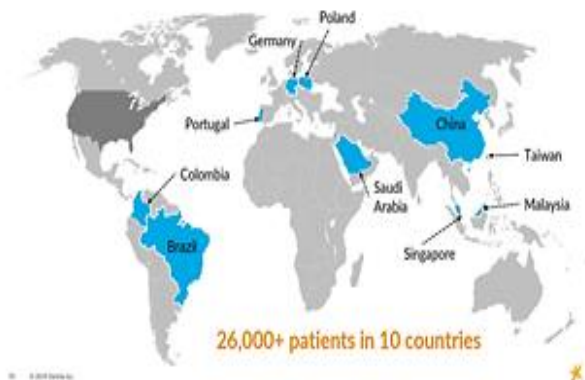 Poland
Germany
Portugal
China
Taiwan
Colombia
Saudi
Arabia
Malaysia
Brazil
Singapore
26,000+ patients in 10 countries